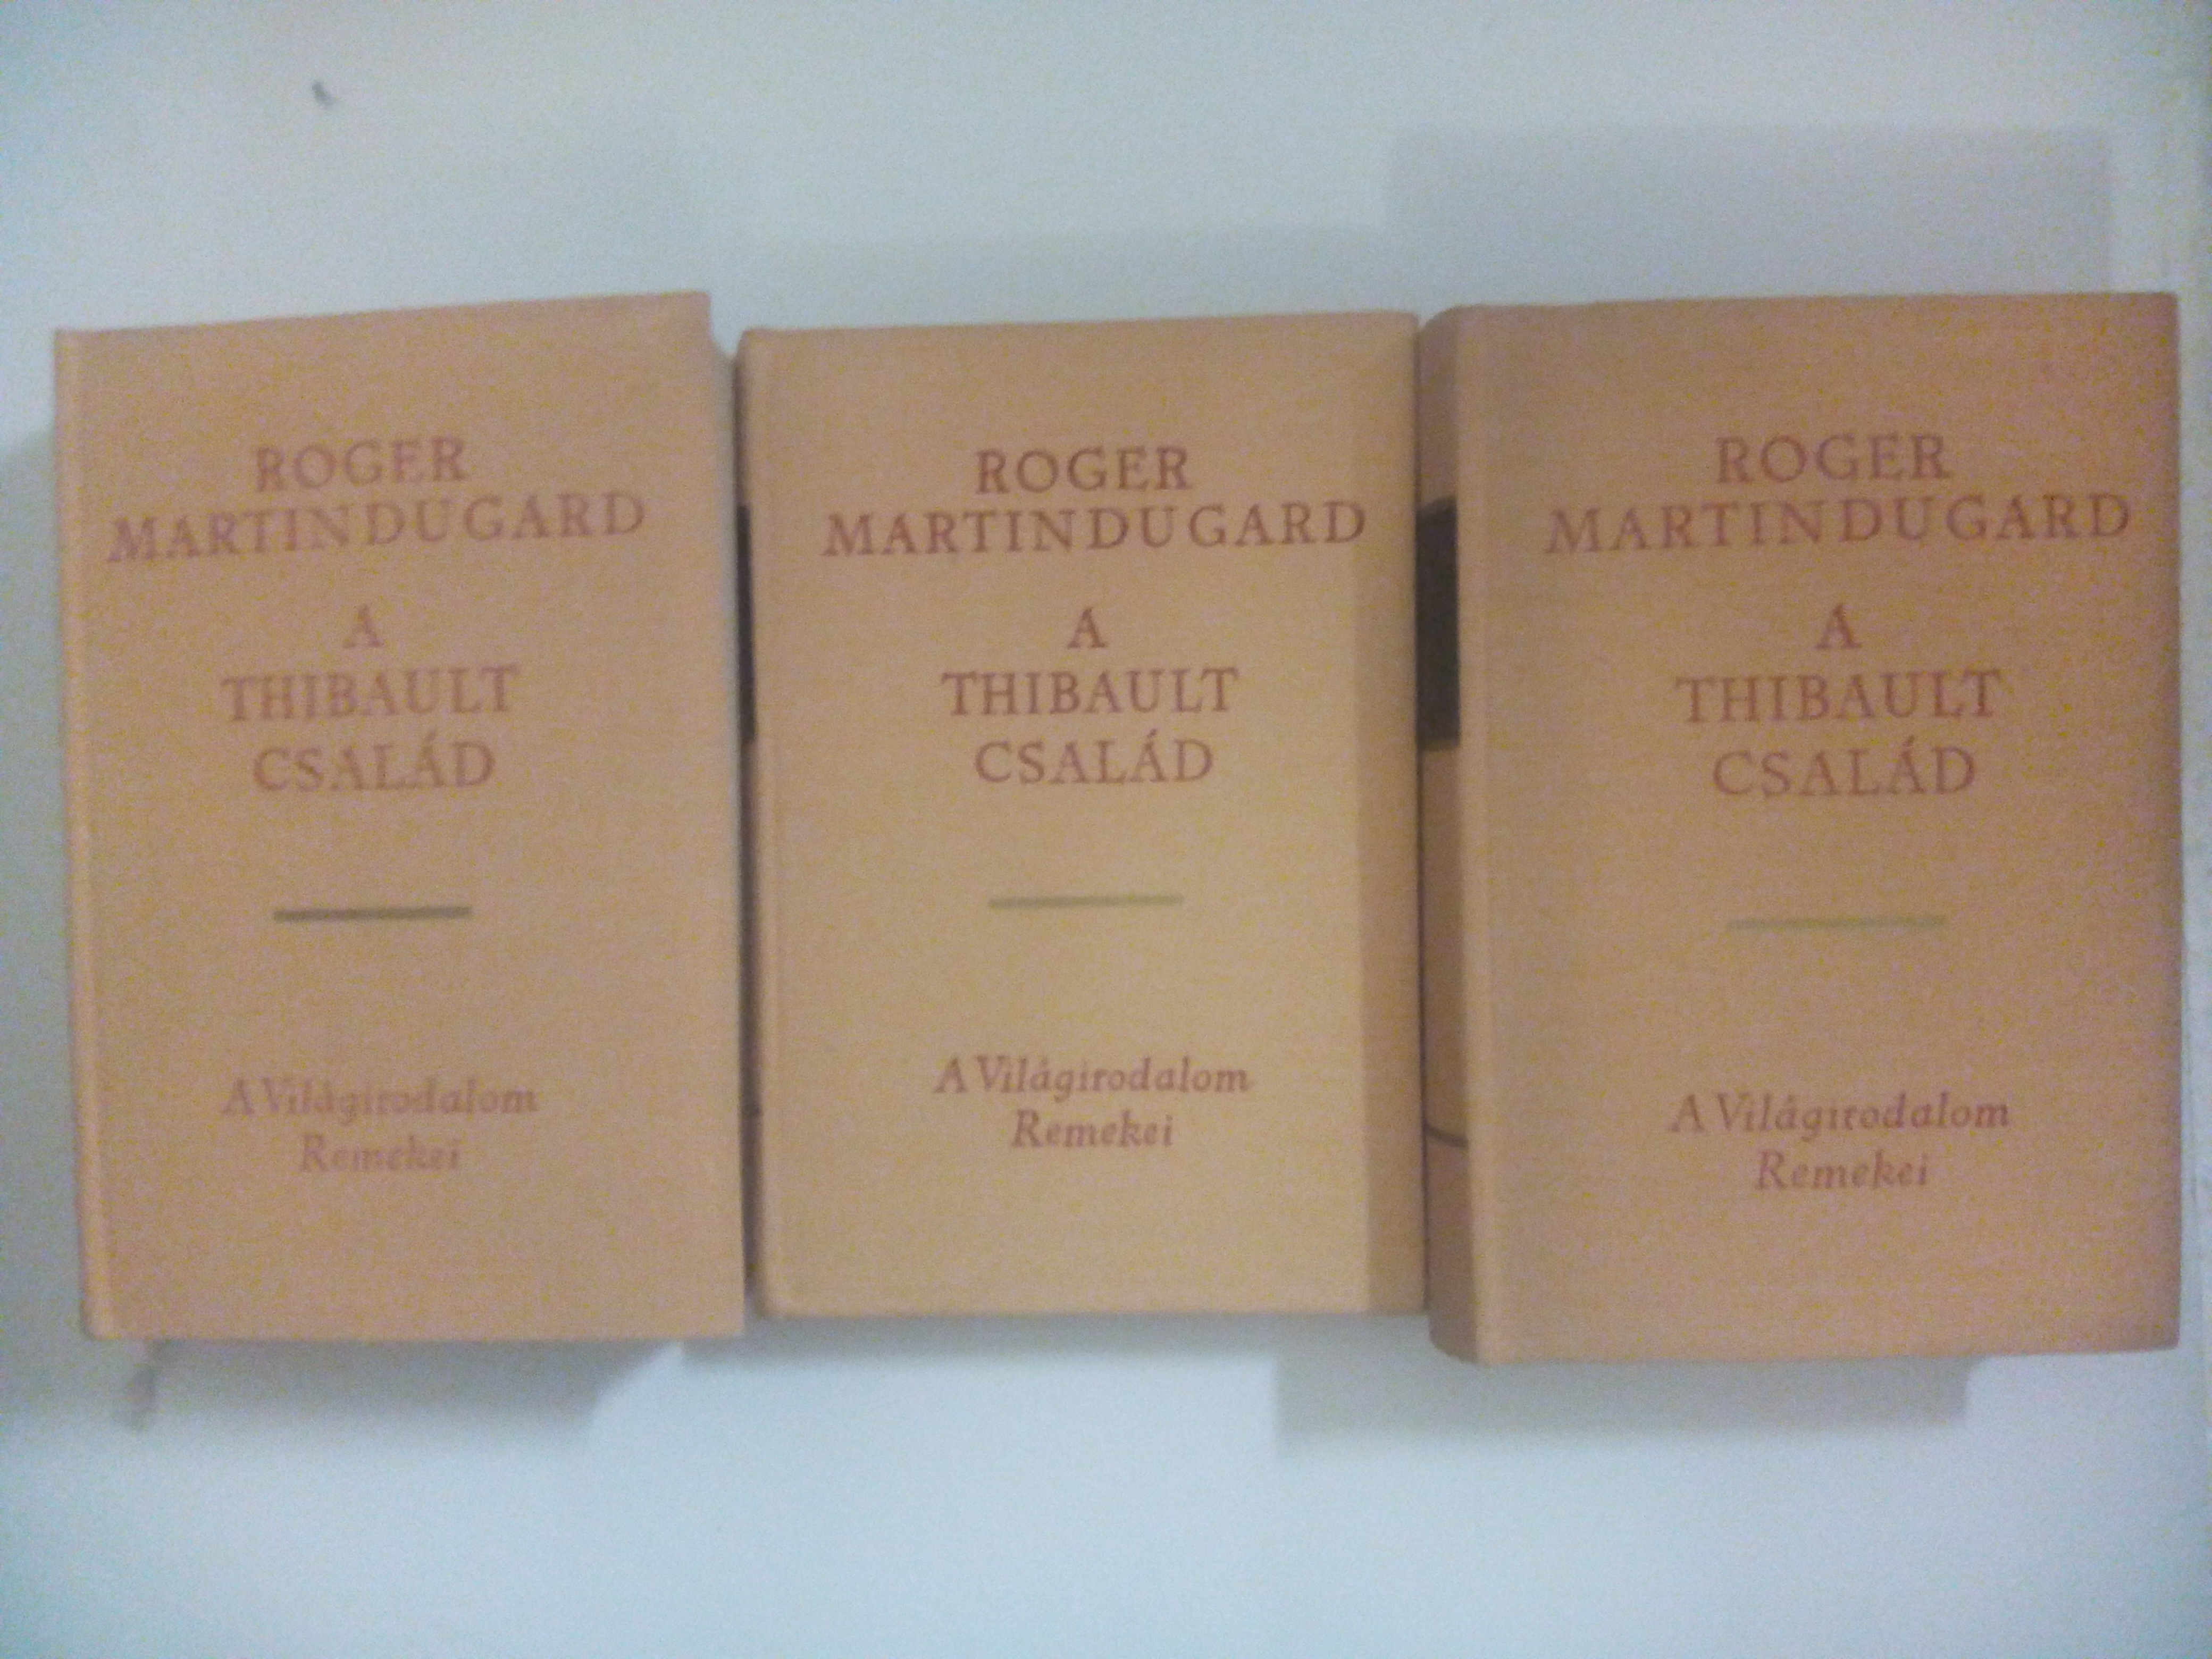 ROGER
MARTIN DU GARD
A
THIBAULT
CSALÁD
A Világirodalom
Remekei
ROGER
MARTIN DU GARD
A
THIBAULT
CSALÁD
A Világirodalom
Remekei
ROGER
MARTIN DU GARD
A
THIBAULT
CSALÁD
A Világirodalom
Remekei